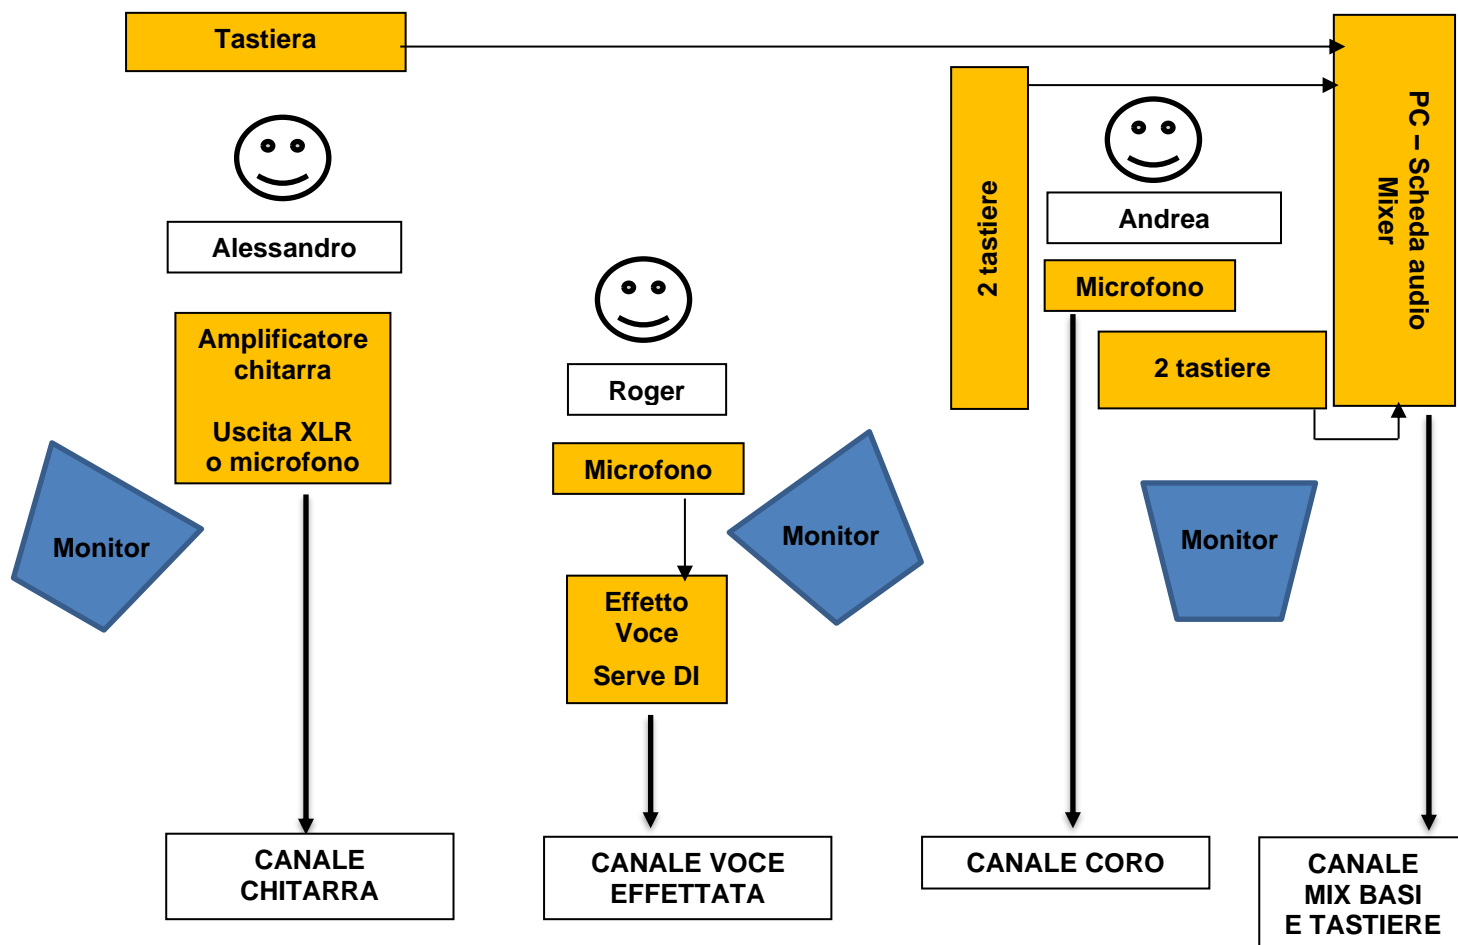 Tastiera
Alessandro
Amplificatore
chitarra
Uscita XLR
o microfono
Monitor
Roger
Microfono
Effetto
Voce
Serve DI
Monitor
2 tastiere
Andrea
Microfono
2 tastiere
Monitor
PC – Scheda audio
Mixer
CANALE
CHITARRA
CANALE VOCE
EFFETTATA
CANALE CORO
CANALE
MIX BASI
E TASTIERE